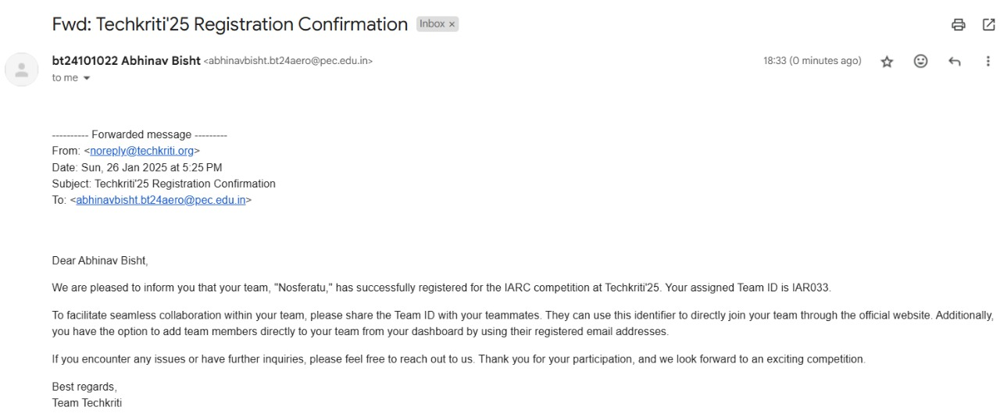 Fwd: Techkriti'25 Registration Confirmation Inbox ×
bt24101022 Abhinav Bisht <abhinavbisht.bt24aero@pec.edu.in> 18:33 (0 minutes ago)
to me
---------- Forwarded message ---------
From: <noreply@techkriti.org>
Date: Sun, 26 Jan 2025 at 5:25 PM
Subject: Techkriti'25 Registration Confirmation
To: <abhinavbisht.bt24aero@pec.edu.in>
Dear Abhinav Bisht,
We are pleased to inform you that your team, "Nosferatu," has successfully registered for the IARC competition at Techkriti'25. Your assigned Team ID is IAR033.
To facilitate seamless collaboration within your team, please share the Team ID with your teammates. They can use this identifier to directly join your team through the official website. Additionally,
you have the option to add team members directly to your team from your dashboard by using their registered email addresses.
If you encounter any issues or have further inquiries, please feel free to reach out to us. Thank you for your participation, and we look forward to an exciting competition.
Best regards,
Team Techkriti